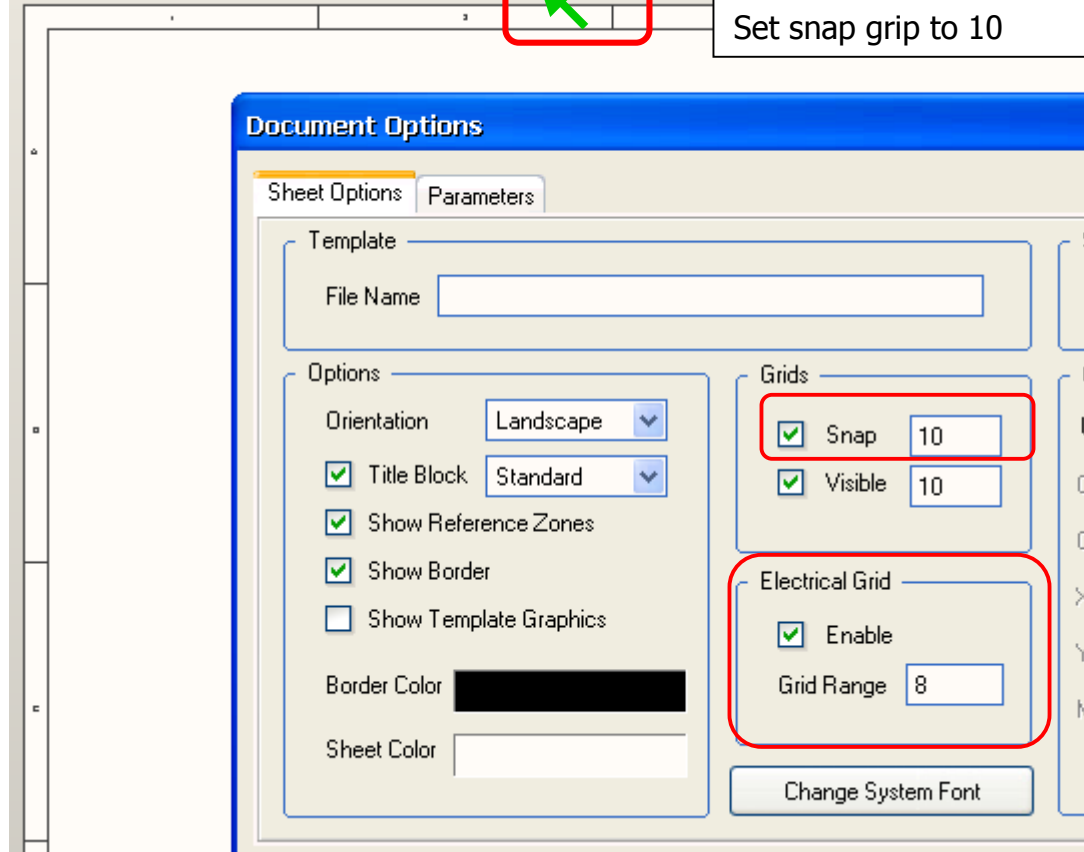 1
2
Set snap grip to 10
Document Options
A
Sheet Options
Parameters
Template
File Name
Options
Grids
Orientation
Landscape
Snap
10
Title Block
Standard
Visible
10
B
Show Reference Zones
Show Border
Electrical Grid
Show Template Graphics
Enable
Border Color
Grid Range
8
C
Sheet Color
Change System Font